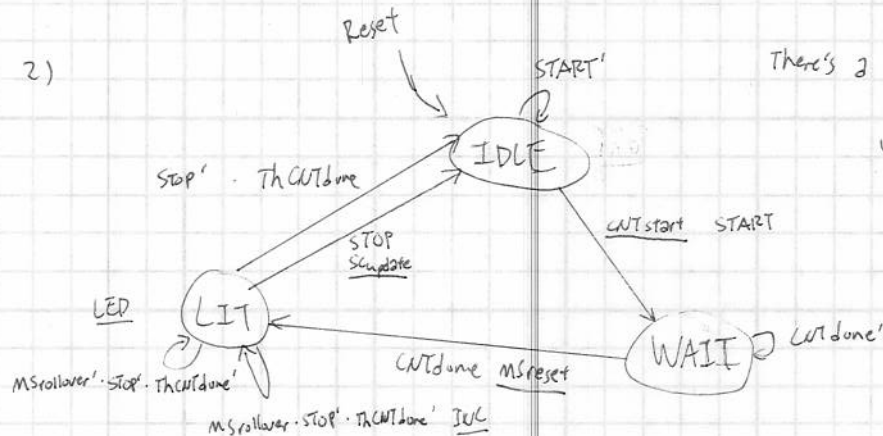 Reset
2)
START'
There's a
IDLE
STOP' · ThCNTdone
CNTstart START
STOP
SCupdate
LED
LIT
WAIT
CNTdone'
CNTdone MSreset
MSrollover' · STOP' · ThCNTdone'
MSrollover · STOP' · ThCNTdone' INC